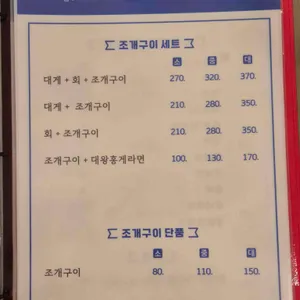 조개구이 세트
소 중 대
대게 + 회 + 조개구이 270. 320. 370.
대게 + 조개구이 210. 280. 350.
회 + 조개구이 210. 280. 350.
조개구이 + 대왕홍게라면 100. 130. 170.
조개구이 단품
소 중 대
조개구이 80. 110. 150.